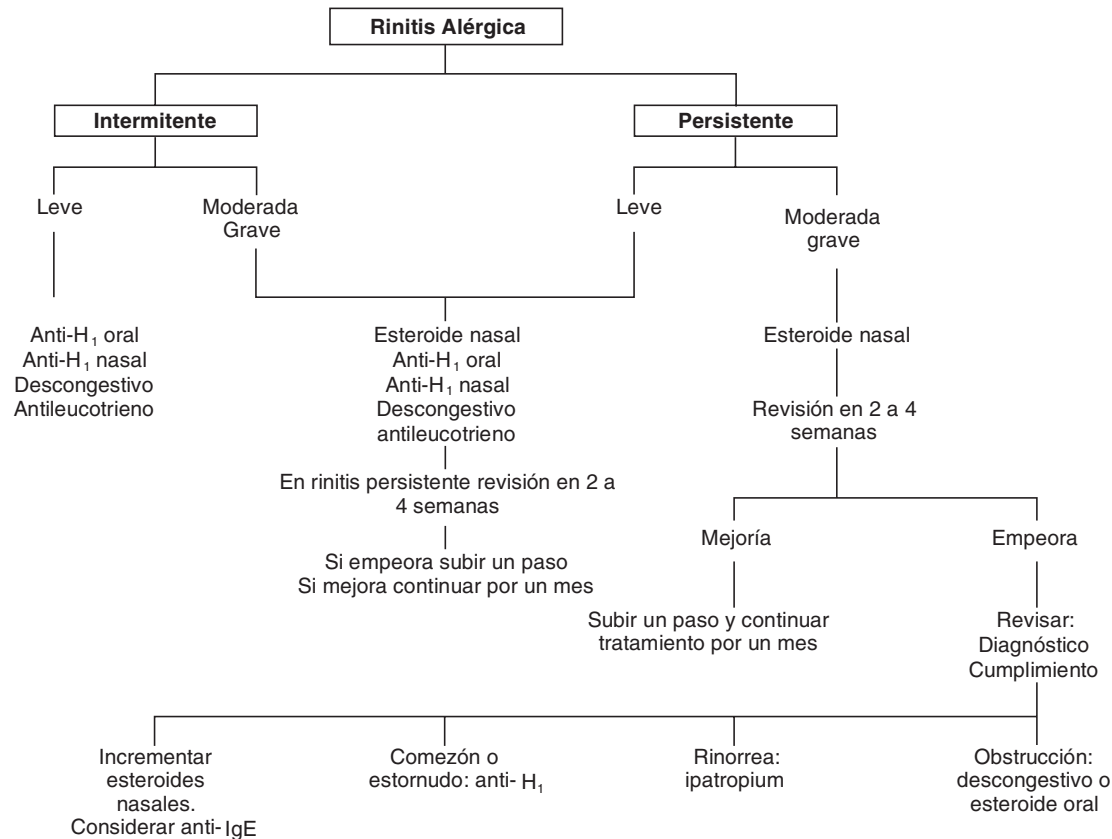 Rinitis Alérgica
Intermitente
Persistente
Leve
Moderada
Grave
Leve
Moderada
grave
Anti-H₁ oral
Anti-H₁ nasal
Descongestivo
Antileucotrieno
Esteroide nasal
Anti-H₁ oral
Anti-H₁ nasal
Descongestivo
antileucotrieno
Esteroide nasal
Revisión en 2 a 4
semanas
En rinitis persistente revisión en 2 a
4 semanas
Si empeora subir un paso
Si mejora continuar por un mes
Mejoría
Empeora
Subir un paso y continuar
tratamiento por un mes
Revisar:
Diagnóstico
Cumplimiento
Incrementar
esteroides
nasales.
Considerar anti-IgE
Comezón o
estornudo: anti-H₁
Rinorrea:
ipatropium
Obstrucción:
descongestivo o
esteroide oral